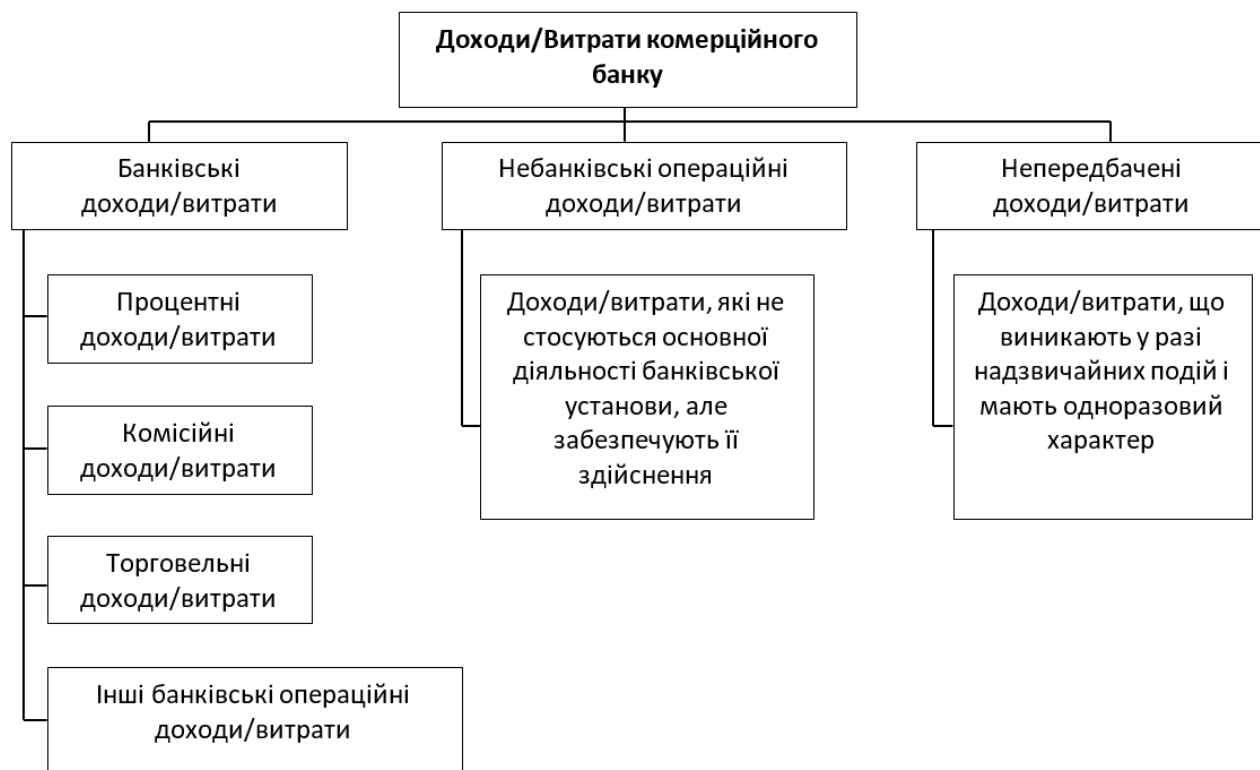 Доходи/Витрати комерційного
банку
Банківські
доходи/витрати
Небанківські операційні
доходи/витрати
Непередбачені
доходи/витрати
Процентні
доходи/витрати
Комісійні
доходи/витрати
Торговельні
доходи/витрати
Інші банківські операційні
доходи/витрати
Доходи/витрати, які не
стосуються основної
діяльності банківської
установи, але
забезпечують її
здійснення
Доходи/витрати, що
виникають у разі
надзвичайних подій і
мають одноразовий
характер